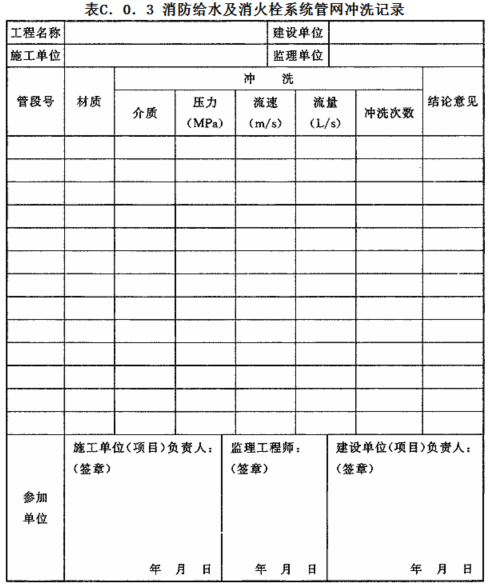 表C.0.3 消防给水及消火栓系统管网冲洗记录
工程名称 建设单位
施工单位 监理单位
管段号 材质 冲 洗 结论意见
介质 压力(MPa) 流速(m/s) 流量(L/s) 冲洗次数
参加单位
施工单位(项目)负责人:
(签章)
年 月 日
监理工程师:
(签章)
年 月 日
建设单位(项目)负责人:
(签章)
年 月 日